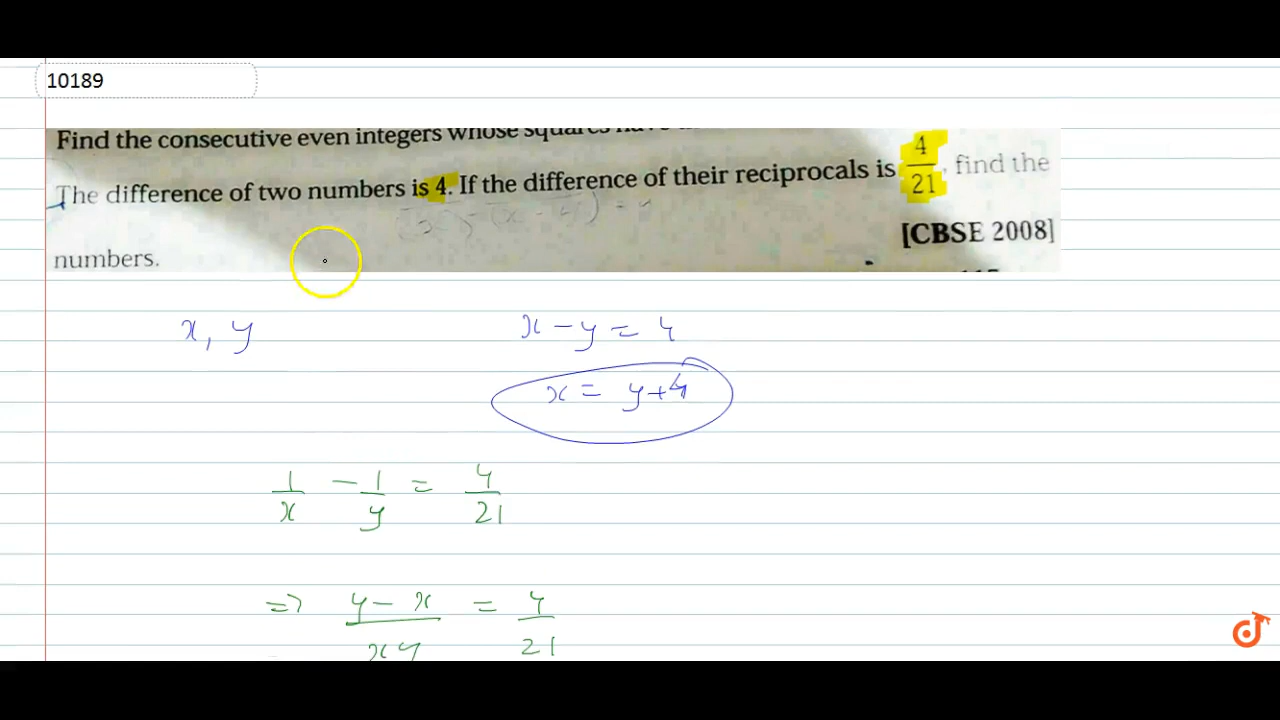 10189
Find the consecutive even integers whose squares have
The difference of two numbers is 4. If the difference of their reciprocals is 4/21, find the
[CBSE 2008]
numbers.
x, y
x - y = 4
x = y + 4
1/x - 1/y = 4/21
=> y - x / xy = 4/21